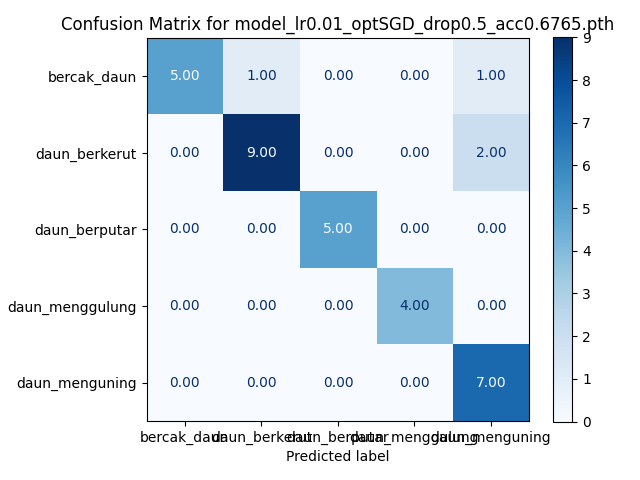 Confusion Matrix for model_lr0.01_optSGD_drop0.5_acc0.6765.pth
bercak_daun 5.00 1.00 0.00 0.00 1.00
daun_berkerut 0.00 9.00 0.00 0.00 2.00
daun_berputar 0.00 0.00 5.00 0.00 0.00
daun_menggulung 0.00 0.00 0.00 4.00 0.00
daun_menguning 0.00 0.00 0.00 0.00 7.00
bercak_daun daun_berkerut daun_berputar daun_menggulung daun_menguning
Predicted label
9
8
7
6
5
4
3
2
1
0